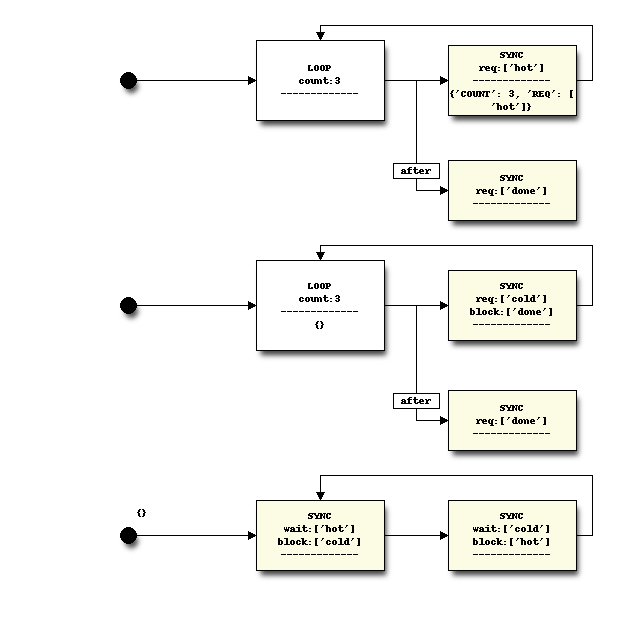 LOOP
count:3
-------------
SYNC
req:['hot']
-------------
{'COUNT': 3, 'REQ': [
'hot']}
after
SYNC
req:['done']
-------------
LOOP
count:3
-------------
{}
SYNC
req:['cold']
block:['done']
-------------
after
SYNC
req:['done']
-------------
{}
SYNC
wait:['hot']
block:['cold']
-------------
SYNC
wait:['cold']
block:['hot']
-------------